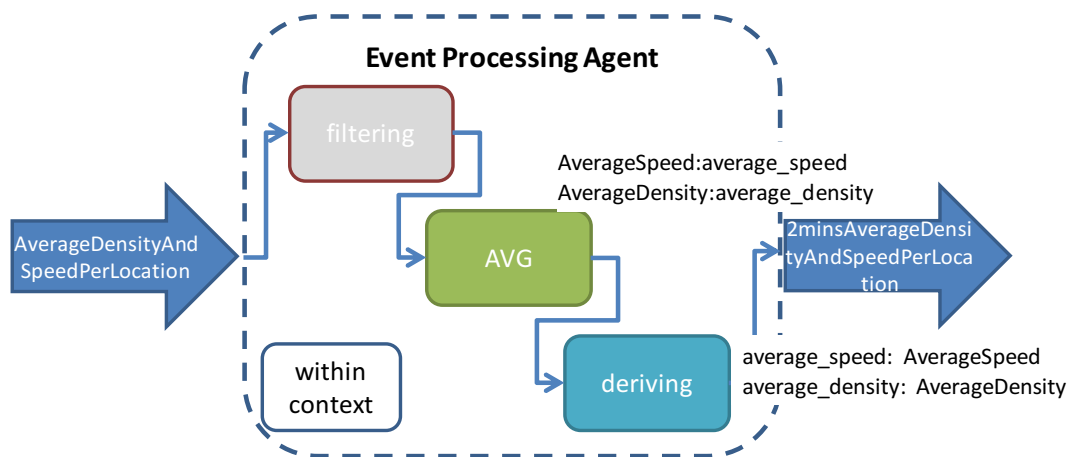 Event Processing Agent
filtering
AverageSpeed:average_speed
AverageDensity:average_density
AverageDensityAnd
SpeedPerLocation
AVG
2minsAverageDensi
tyAndSpeedPerLoca
tion
within
context
deriving
average_speed: AverageSpeed
average_density: AverageDensity